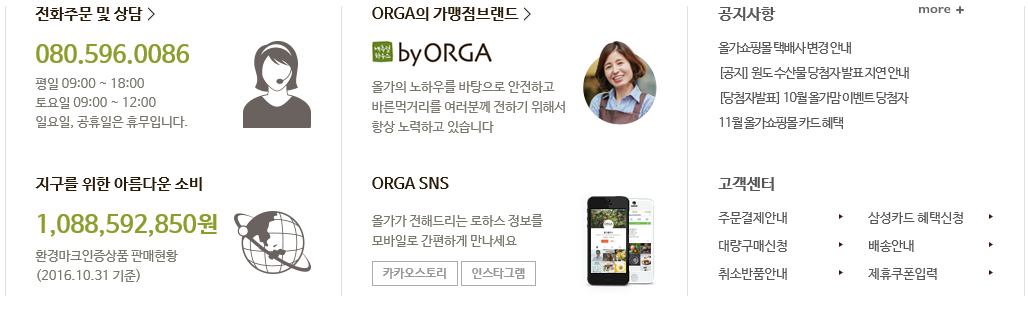 전화주문 및 상담 >
080.596.0086
평일 09:00 ~ 18:00
토요일 09:00 ~ 12:00
일요일, 공휴일은 휴무입니다.
ORGA의 가맹점브랜드 >
byORGA
올가의 노하우를 바탕으로 안전하고
바른먹거리를 여러분께 전하기 위해서
항상 노력하고 있습니다
공지사항
more +
올가쇼핑몰 택배사 변경 안내
[공지] 원도 수산물 당첨자 발표 지연 안내
[당첨자발표] 10월 올가맘 이벤트 당첨자
11월 올가쇼핑몰 카드 혜택
지구를 위한 아름다운 소비
1,088,592,850원
환경마크인증상품 판매현황
(2016.10.31 기준)
ORGA SNS
올가가 전해드리는 로하스 정보를
모바일로 간편하게 만나세요
카카오스토리
인스타그램
고객센터
주문결제안내
삼성카드 혜택신청
대량구매신청
배송안내
취소반품안내
제휴쿠폰입력